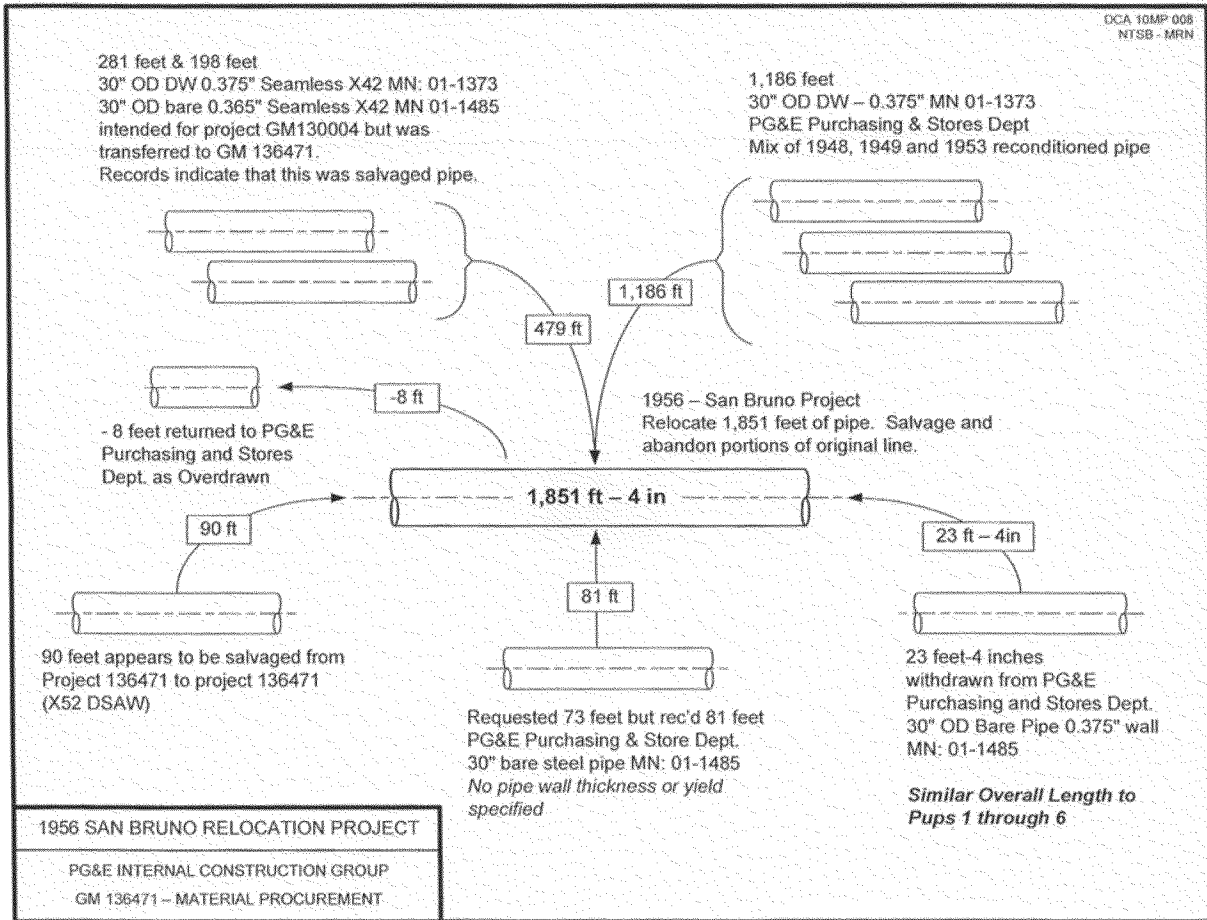 DCA 10MP 008
NTSB - MRN
281 feet & 198 feet
30" OD DW 0.375" Seamless X42 MN: 01-1373
30" OD bare 0.365" Seamless X42 MN 01-1485
intended for project GM130004 but was
transferred to GM 136471.
Records indicate that this was salvaged pipe.
1,186 feet
30" OD DW – 0.375" MN 01-1373
PG&E Purchasing & Stores Dept
Mix of 1948, 1949 and 1953 reconditioned pipe
479 ft
1,186 ft
-8 ft
- 8 feet returned to PG&E
Purchasing and Stores
Dept. as Overdrawn
1956 – San Bruno Project
Relocate 1,851 feet of pipe. Salvage and
abandon portions of original line.
1,851 ft – 4 in
90 ft
90 feet appears to be salvaged from
Project 136471 to project 136471
(X52 DSAW)
81 ft
Requested 73 feet but rec'd 81 feet
PG&E Purchasing & Store Dept.
30" bare steel pipe MN: 01-1485
No pipe wall thickness or yield
specified
23 ft – 4in
23 feet-4 inches
withdrawn from PG&E
Purchasing and Stores Dept.
30" OD Bare Pipe 0.375" wall
MN: 01-1485
Similar Overall Length to
Pups 1 through 6
1956 SAN BRUNO RELOCATION PROJECT
PG&E INTERNAL CONSTRUCTION GROUP
GM 136471 – MATERIAL PROCUREMENT